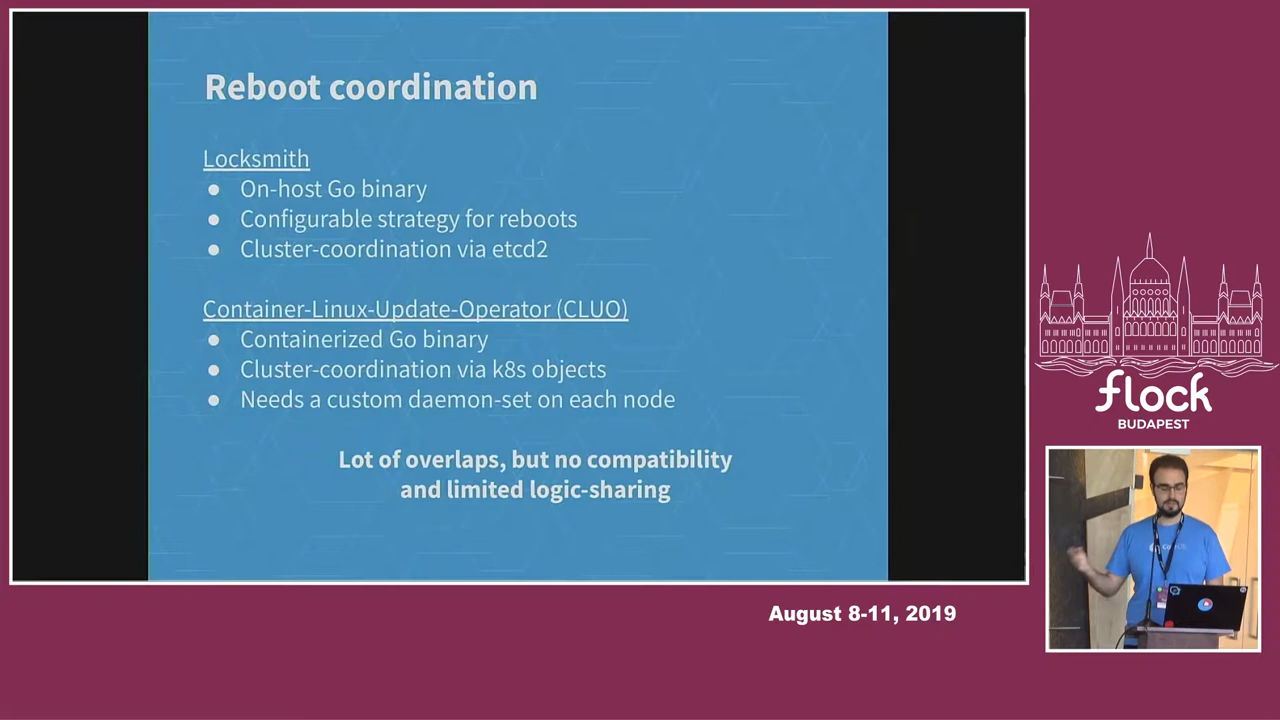 Reboot coordination
Locksmith
● On-host Go binary
● Configurable strategy for reboots
● Cluster-coordination via etcd2
Container-Linux-Update-Operator (CLUO)
● Containerized Go binary
● Cluster-coordination via k8s objects
● Needs a custom daemon-set on each node
Lot of overlaps, but no compatibility
and limited logic-sharing
flock
BUDAPEST
August 8-11, 2019